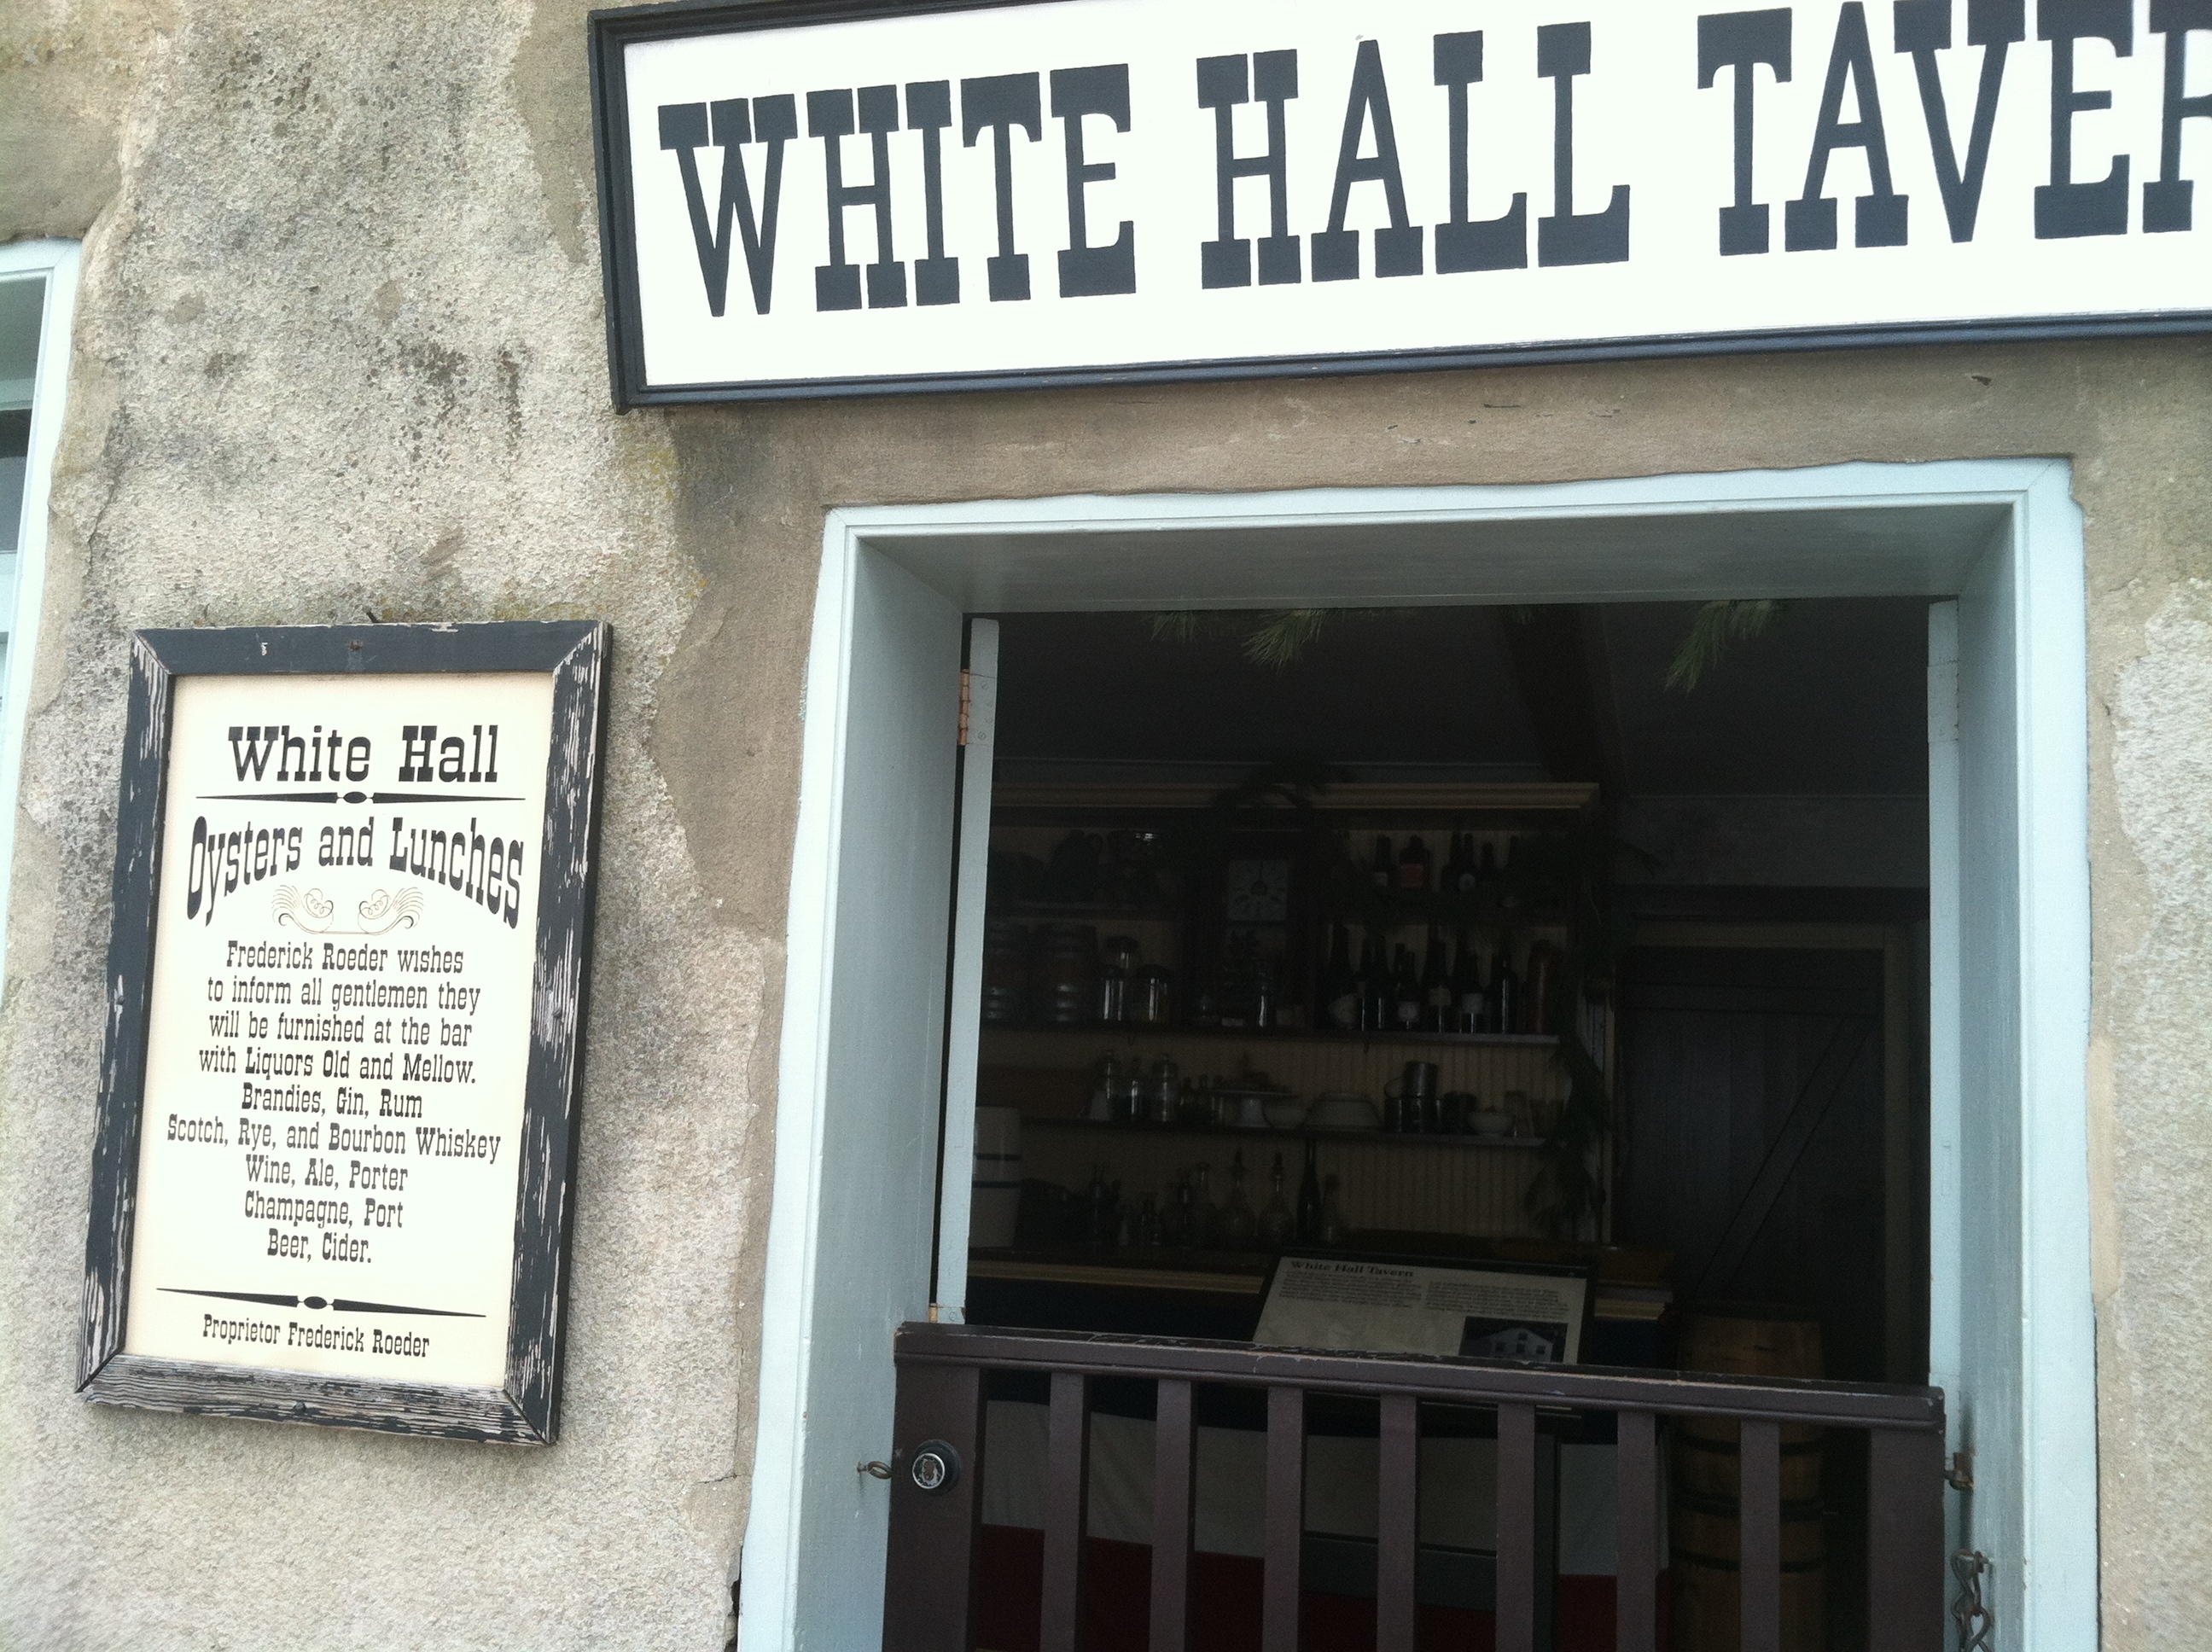 WHITE HALL TAVER
White Hall
Oysters and Lunches
Frederick Roeder wishes
to inform all gentlemen they
will be furnished at the bar
with Liquors Old and Mellow.
Brandies, Gin, Rum
Scotch, Rye, and Bourbon Whiskey
Wine, Ale, Porter
Champagne, Port
Beer, Cider.
Proprietor Frederick Roeder
White Hall Tavern